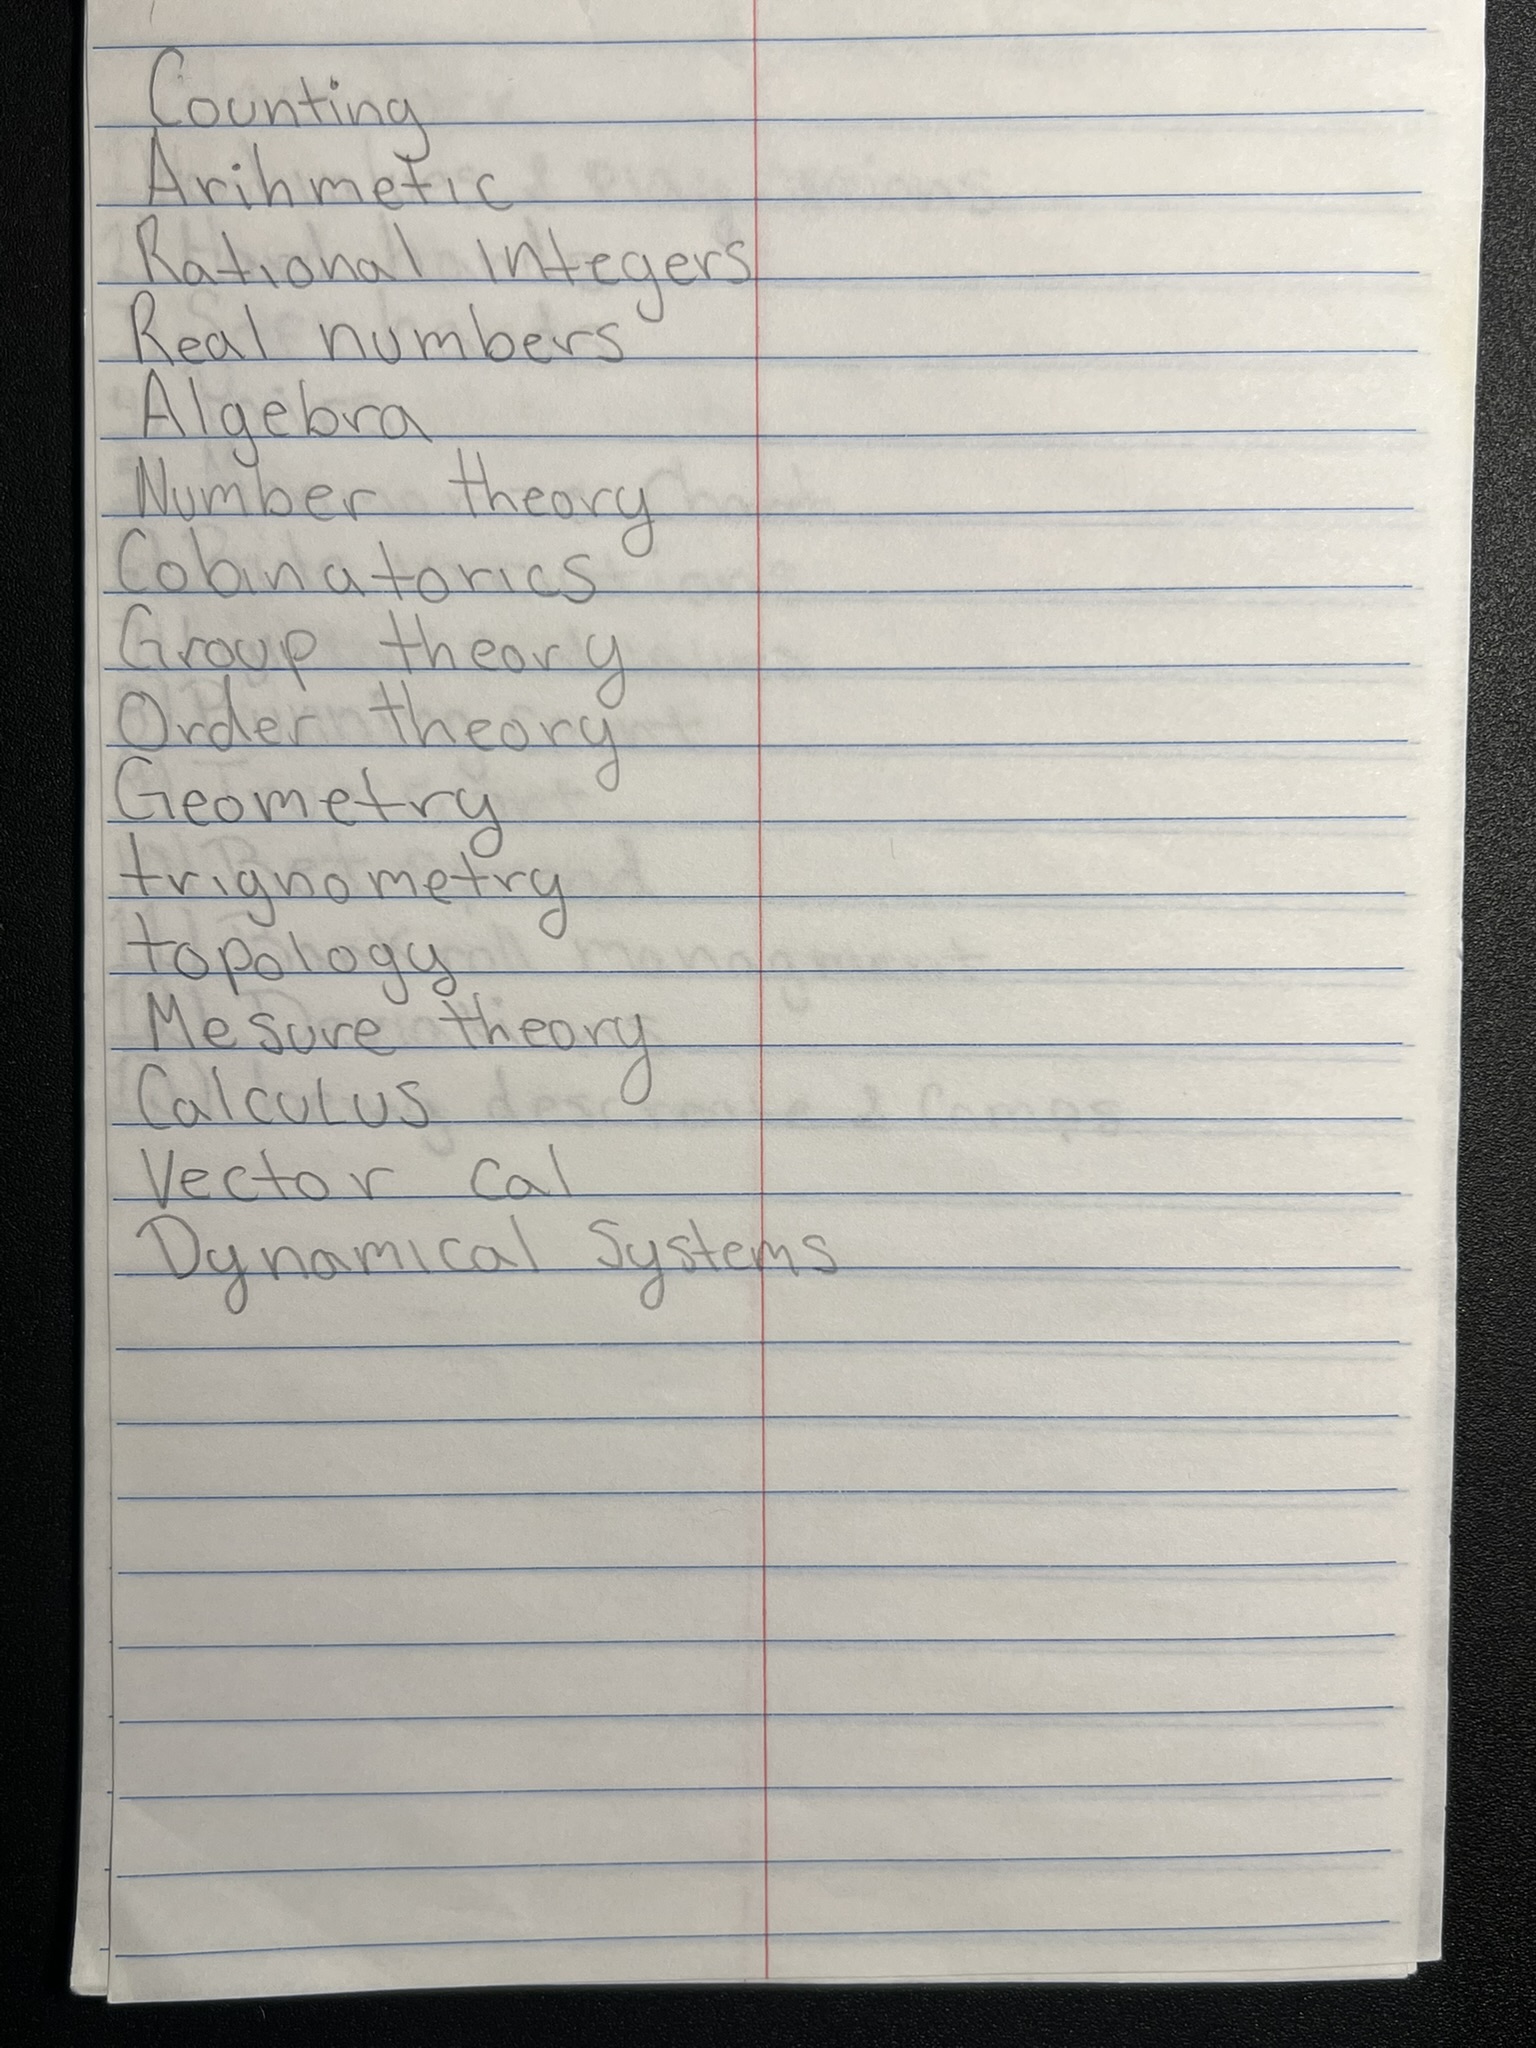 Counting
Arihmetic
Rational integers
Real numbers
Algebra
Number theory
Cobinatorics
Group theory
Order theory
Geometry
trignometry
topology
Mesure theory
Calculus
Vector Cal
Dynamical Systems